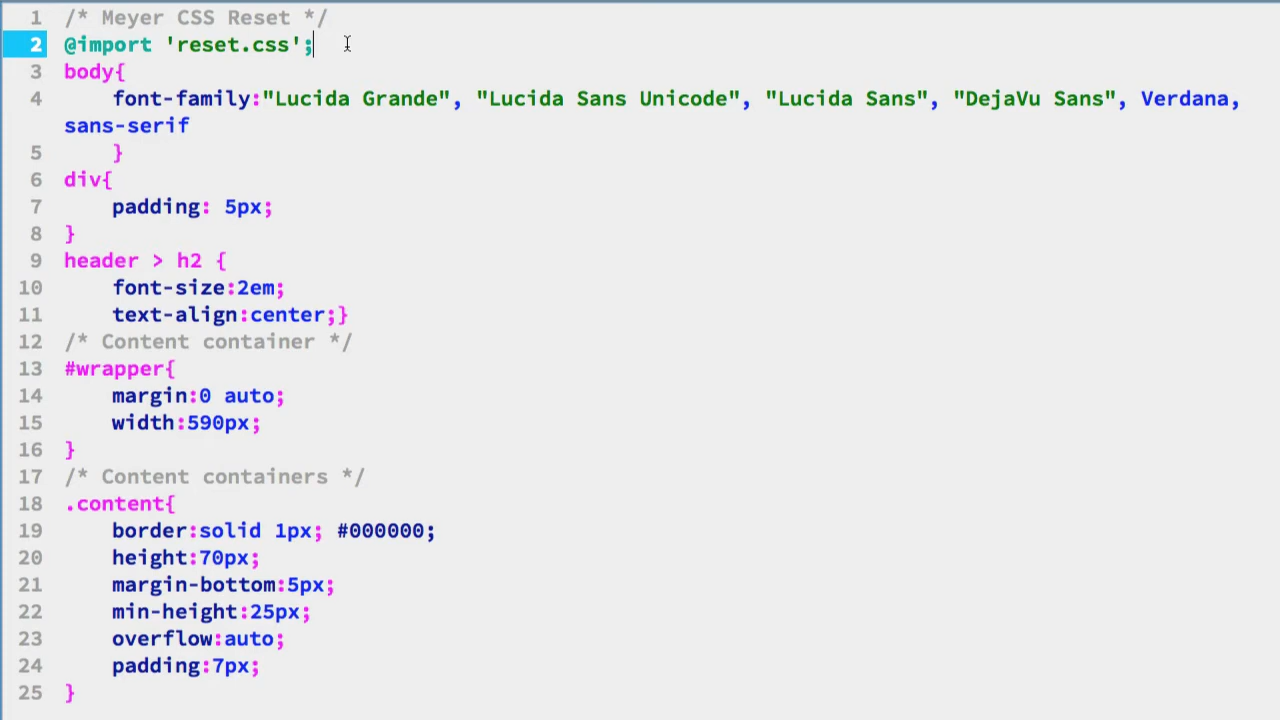 1 /* Meyer CSS Reset */
2 @import 'reset.css';
3 body{
4 font-family:"Lucida Grande", "Lucida Sans Unicode", "Lucida Sans", "DejaVu Sans", Verdana,
sans-serif
5 }
6 div{
7 padding: 5px;
8 }
9 header > h2 {
10 font-size:2em;
11 text-align:center;}
12 /* Content container */
13 #wrapper{
14 margin:0 auto;
15 width:590px;
16 }
17 /* Content containers */
18 .content{
19 border:solid 1px; #000000;
20 height:70px;
21 margin-bottom:5px;
22 min-height:25px;
23 overflow:auto;
24 padding:7px;
25 }